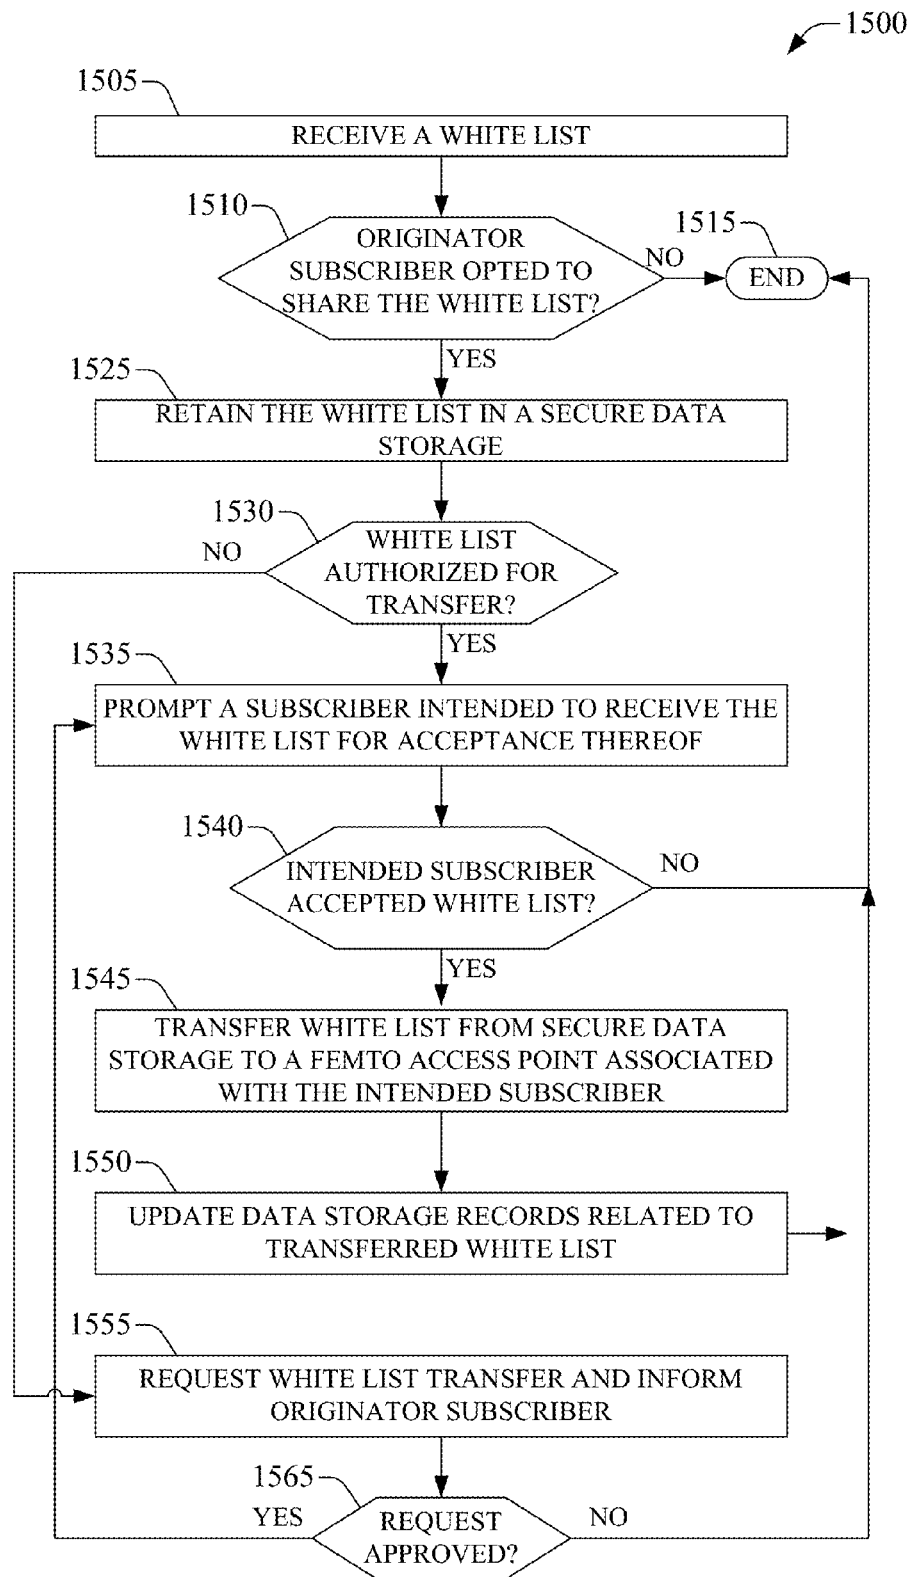 1500
1505
RECEIVE A WHITE LIST
1510
ORIGINATOR
SUBSCRIBER OPTED TO
SHARE THE WHITE LIST?
NO
1515
END
YES
1525
RETAIN THE WHITE LIST IN A SECURE DATA
STORAGE
1530
NO
WHITE LIST
AUTHORIZED FOR
TRANSFER?
YES
1535
PROMPT A SUBSCRIBER INTENDED TO RECEIVE THE
WHITE LIST FOR ACCEPTANCE THEREOF
1540
INTENDED SUBSCRIBER
ACCEPTED WHITE LIST?
NO
YES
1545
TRANSFER WHITE LIST FROM SECURE DATA
STORAGE TO A FEMTO ACCESS POINT ASSOCIATED
WITH THE INTENDED SUBSCRIBER
1550
UPDATE DATA STORAGE RECORDS RELATED TO
TRANSFERRED WHITE LIST
1555
REQUEST WHITE LIST TRANSFER AND INFORM
ORIGINATOR SUBSCRIBER
1565
YES
REQUEST
APPROVED?
NO